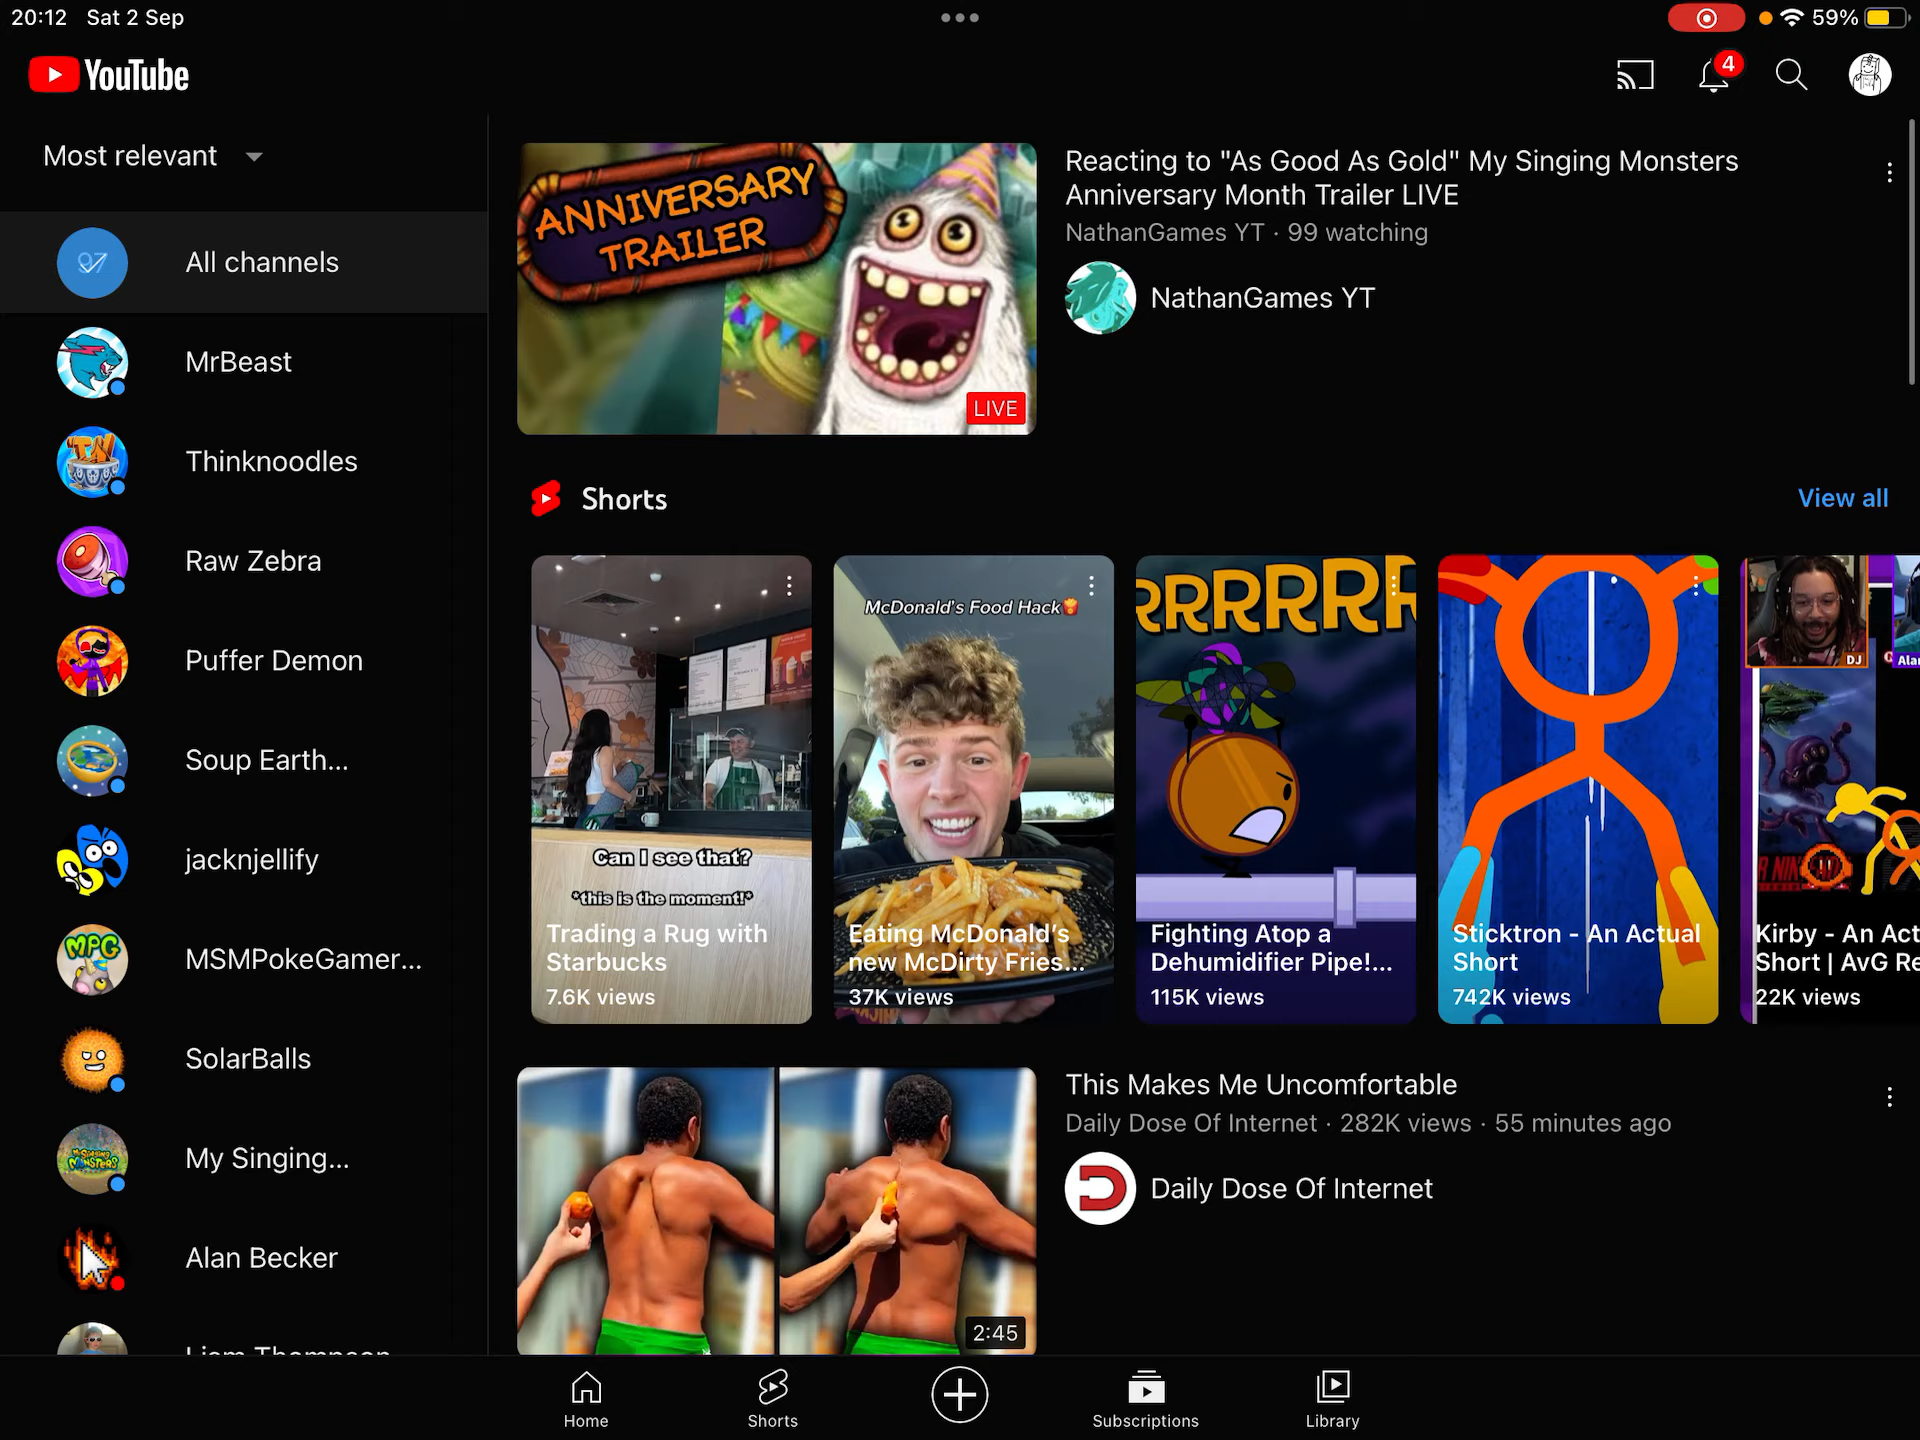 20:12 Sat 2 Sep
59%
YouTube
4
Most relevant
All channels
MrBeast
Thinknoodles
Raw Zebra
Puffer Demon
Soup Earth...
jacknjellify
MPG
MSMPokeGamer...
SolarBalls
My Singing...
Alan Becker
Liam Thompson
ANNIVERSARY
TRAILER
LIVE
Reacting to "As Good As Gold" My Singing Monsters
Anniversary Month Trailer LIVE
NathanGames YT · 99 watching
NathanGames YT
Shorts
View all
Can I see that?
*this is the moment!*
Trading a Rug with
Starbucks
7.6K views
McDonald's Food Hack🍟
Eating McDonald's
new McDirty Fries...
37K views
RRRRRR
Fighting Atop a
Dehumidifier Pipe!...
115K views
Sticktron - An Actual
Short
742K views
DJ
Alan
Kirby - An Act
Short | AvG Re
22K views
2:45
This Makes Me Uncomfortable
Daily Dose Of Internet · 282K views · 55 minutes ago
Daily Dose Of Internet
Home
Shorts
Subscriptions
Library